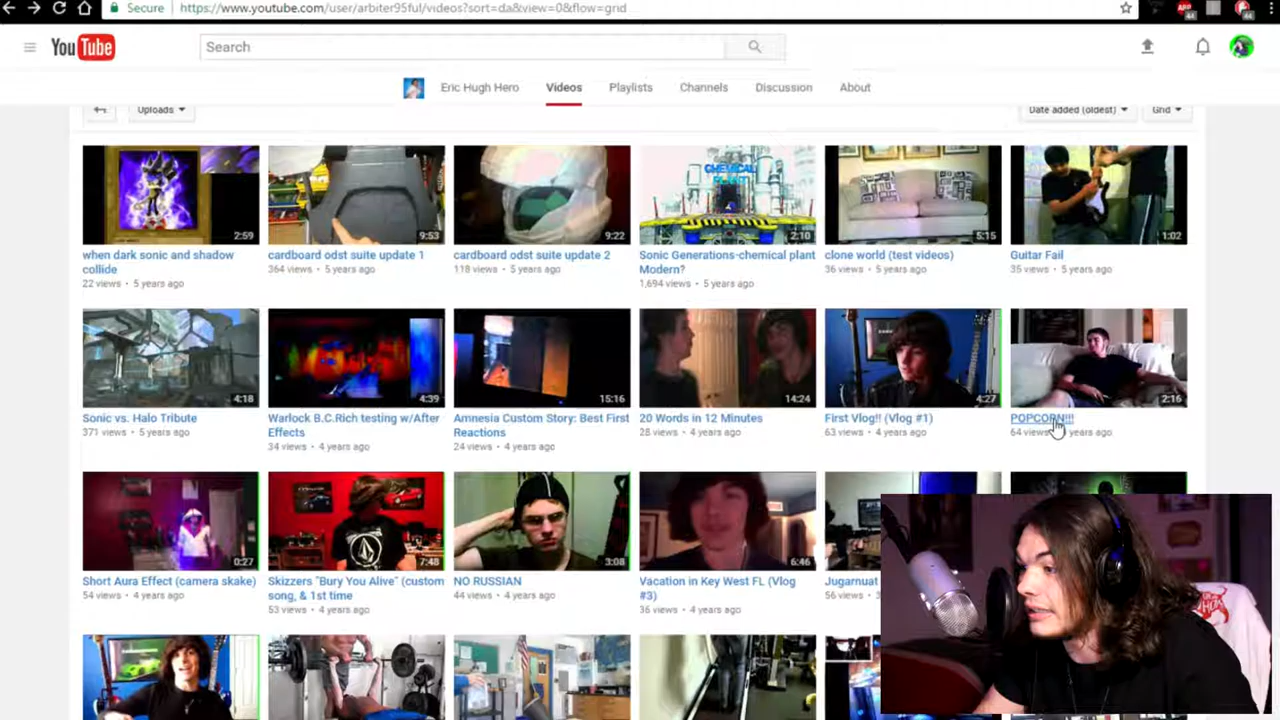 Secure https://www.youtube.com/user/arbiter95ful/videos?sort=da&view=0&flow=grid
YouTube
Search
Eric Hugh Hero Videos Playlists Channels Discussion About
Uploads Date added (oldest) Grid
CHEMICAL
2:59 9:53 9:22 2:10 5:15 1:02
when dark sonic and shadow collide
22 views • 5 years ago
cardboard odst suite update 1
364 views • 5 years ago
cardboard odst suite update 2
118 views • 5 years ago
Sonic Generations-chemical plant Modern?
1,694 views • 5 years ago
clone world (test videos)
36 views • 5 years ago
Guitar Fail
35 views • 5 years ago
4:18 4:39 15:16 14:24 4:27 2:16
Sonic vs. Halo Tribute
371 views • 5 years ago
Warlock B.C.Rich testing w/After Effects
34 views • 4 years ago
Amnesia Custom Story: Best First Reactions
24 views • 4 years ago
20 Words in 12 Minutes
28 views • 4 years ago
First Vlog!! (Vlog #1)
63 views • 4 years ago
POPCORN!!!
64 views years ago
0:27 7:48 3:08 6:46
Short Aura Effect (camera skake)
54 views • 4 years ago
Skizzers "Bury You Alive" (custom song, & 1st time
53 views • 4 years ago
NO RUSSIAN
44 views • 4 years ago
Vacation in Key West FL (Vlog #3)
36 views • 4 years ago
Jugarnuat
56 views